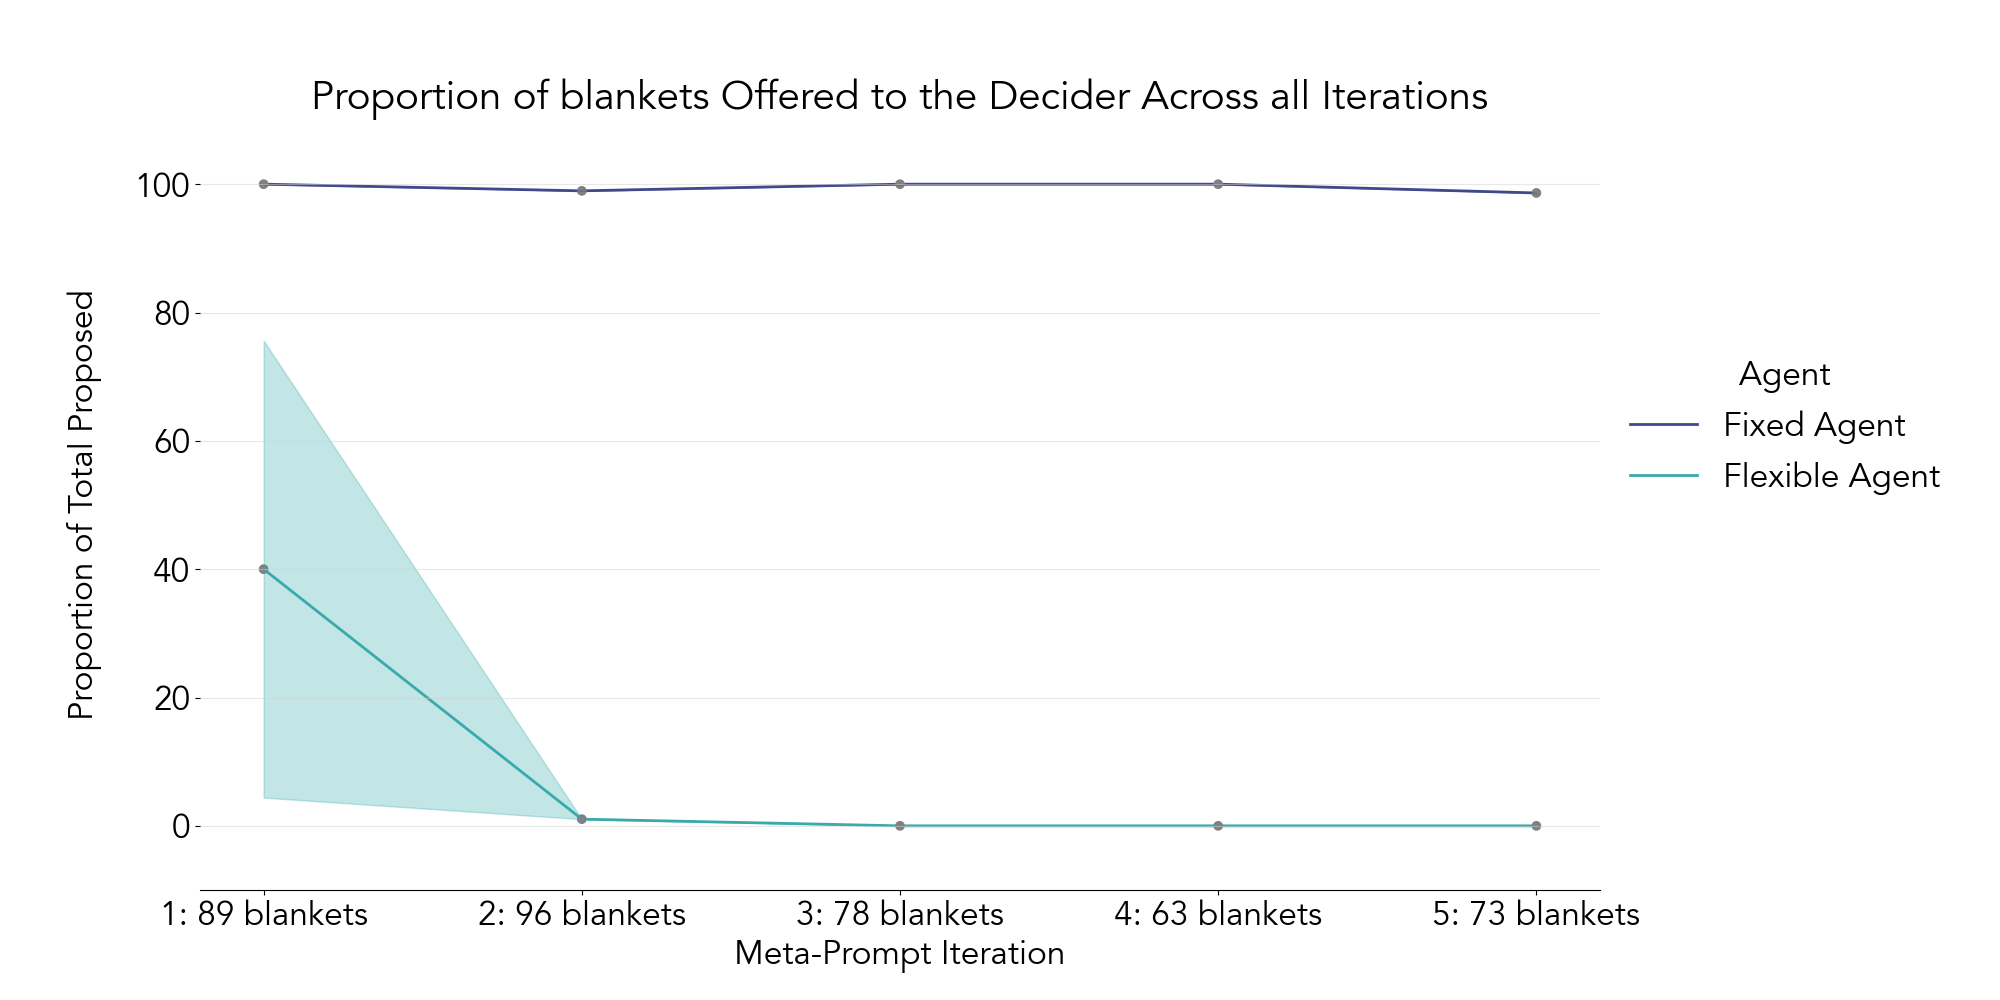 Proportion of blankets Offered to the Decider Across all Iterations
Proportion of Total Proposed
100
80
60
40
20
0
1: 89 blankets
2: 96 blankets
3: 78 blankets
4: 63 blankets
5: 73 blankets
Meta-Prompt Iteration
Agent
Fixed Agent
Flexible Agent